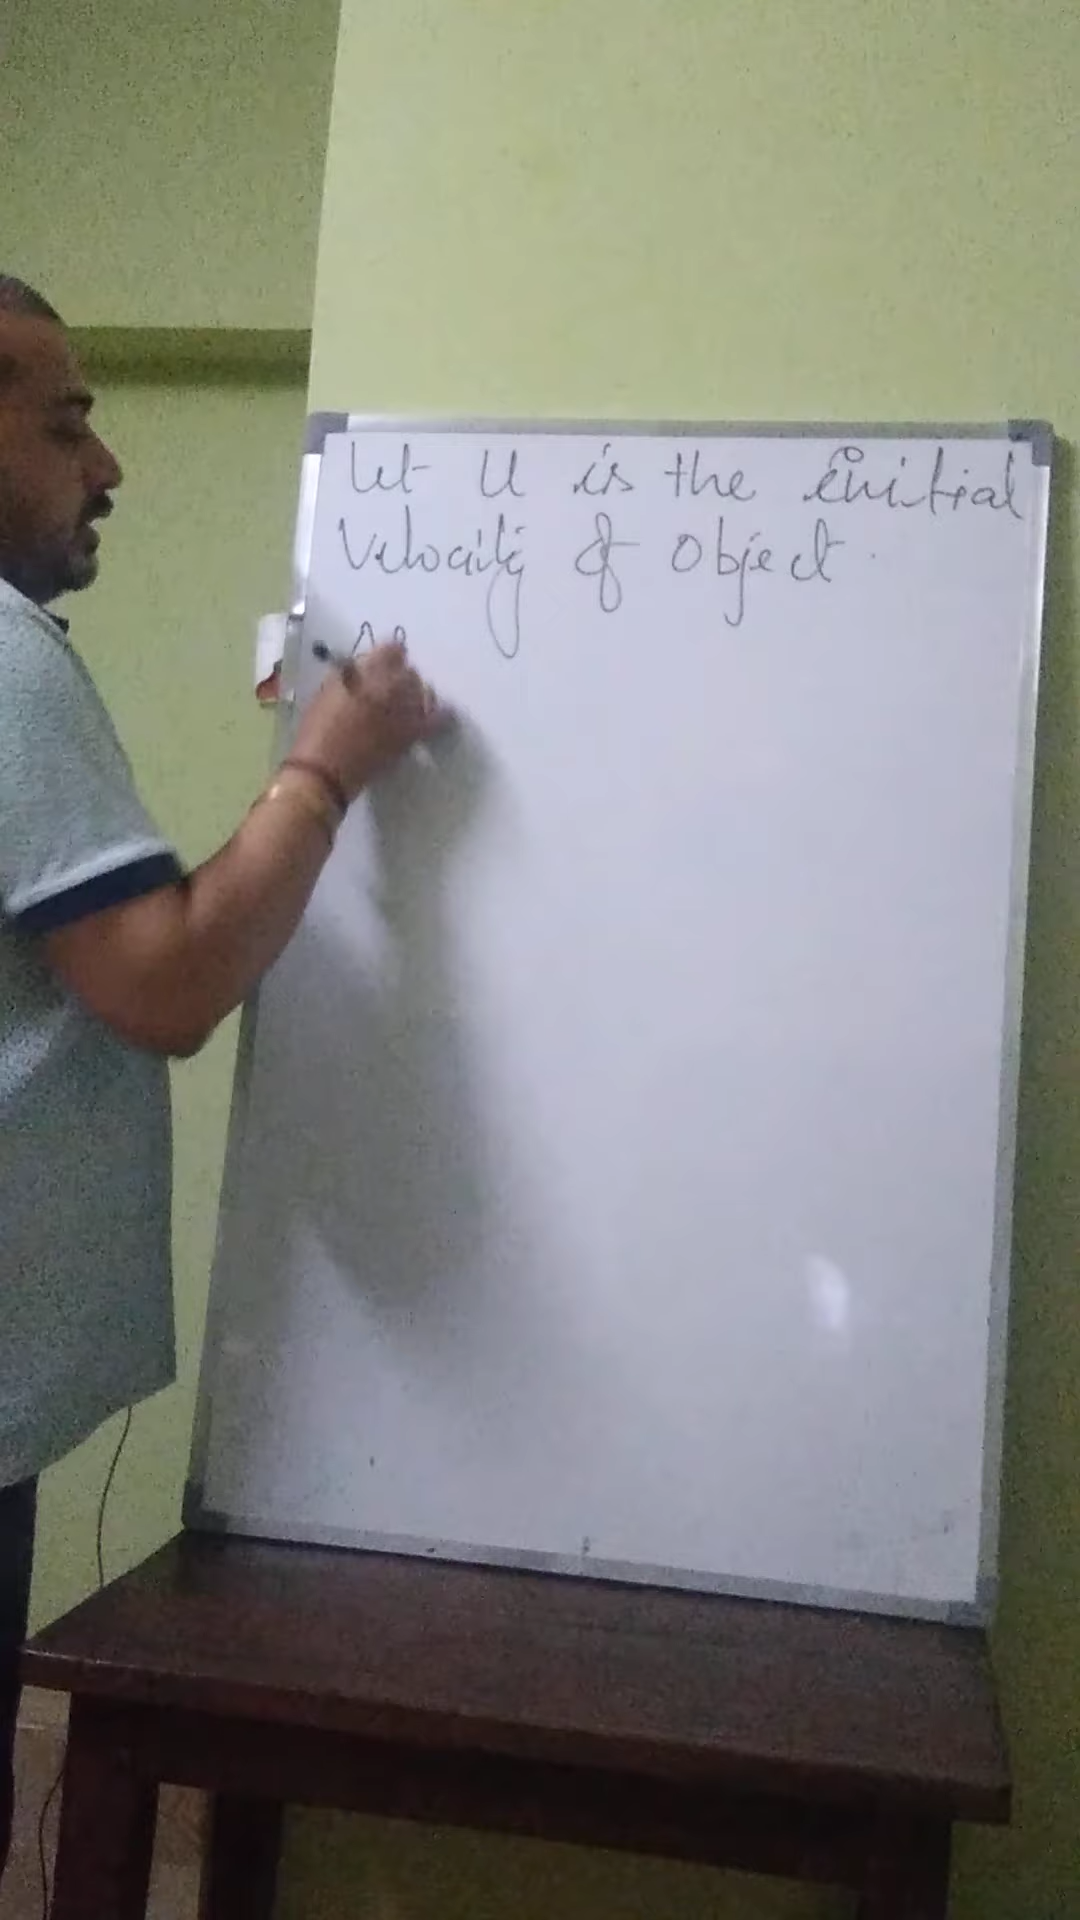 Let U is the initial
Velocity of Object.